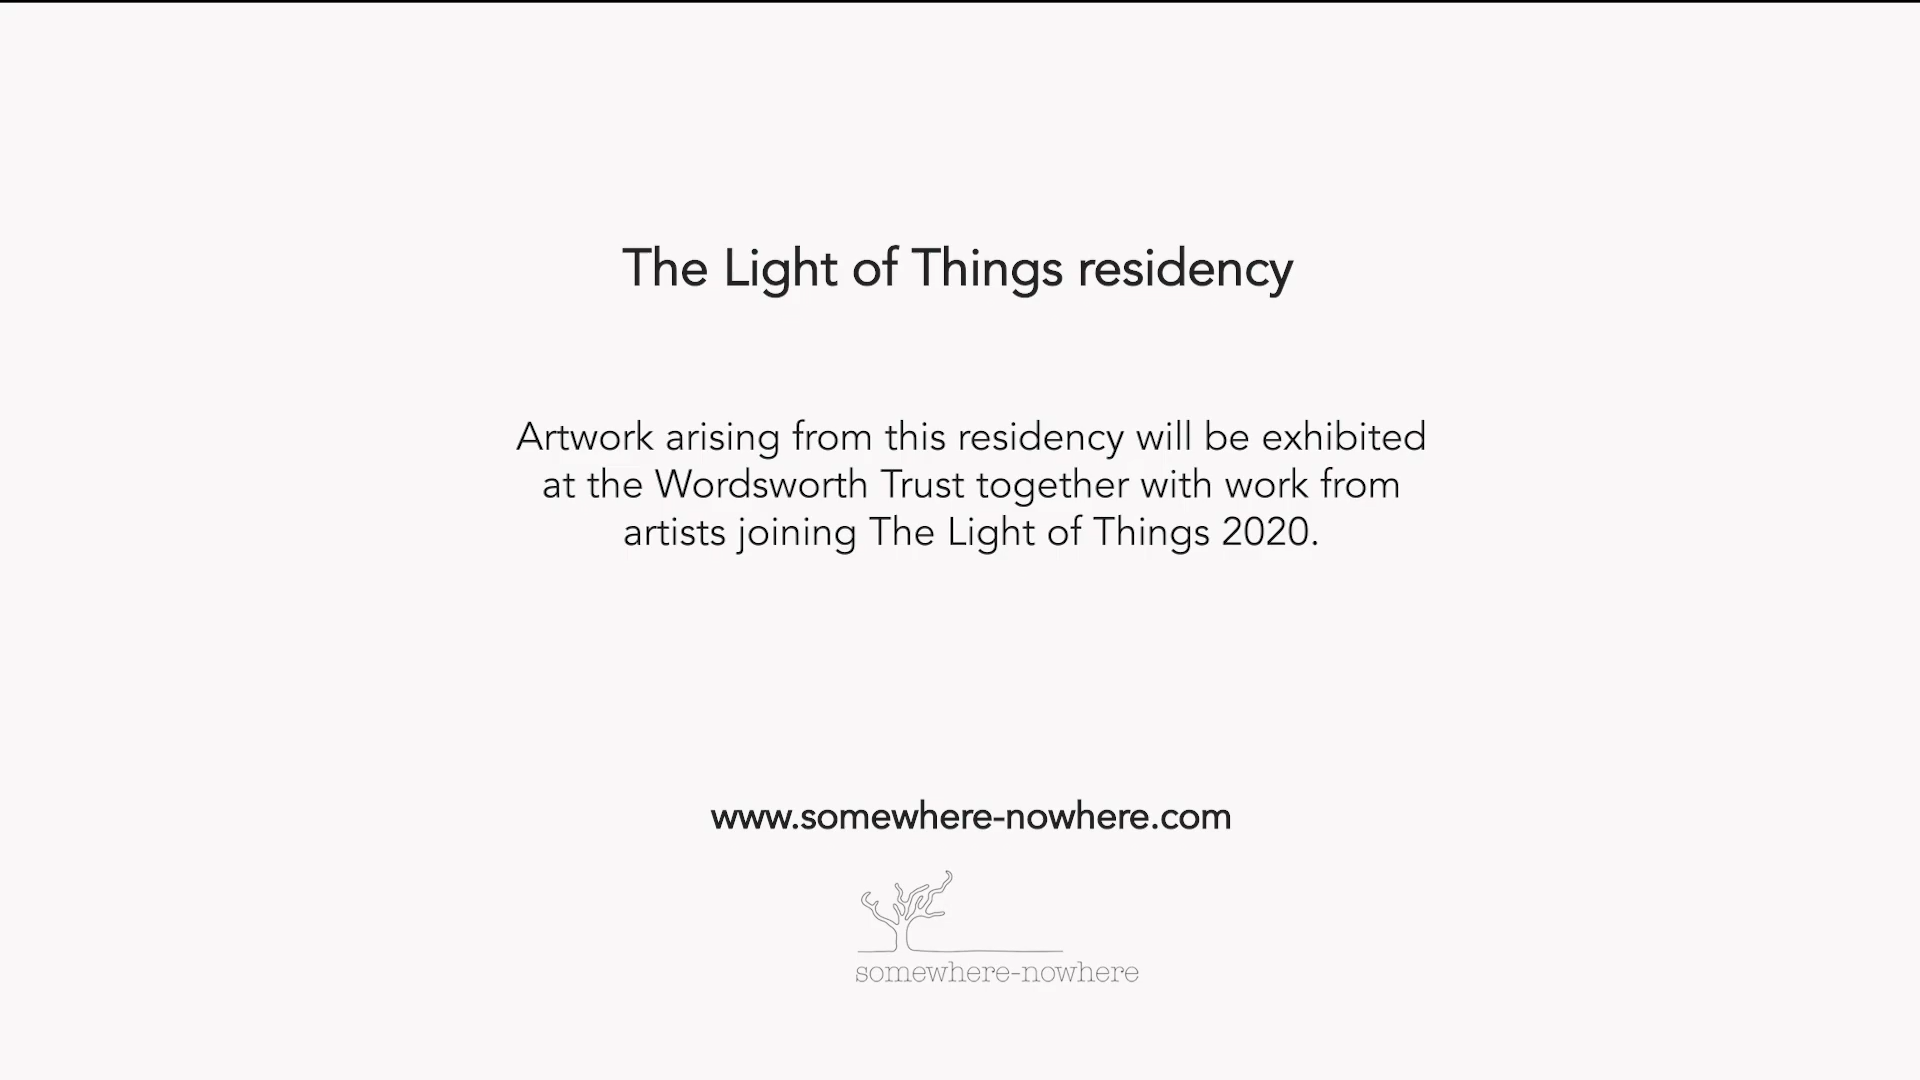 The Light of Things residency
Artwork arising from this residency will be exhibited
at the Wordsworth Trust together with work from
artists joining The Light of Things 2020.
www.somewhere-nowhere.com
somewhere-nowhere